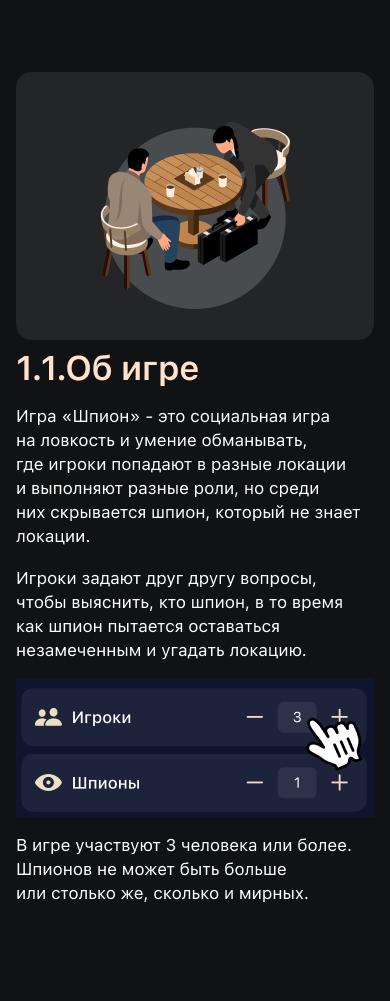 1.1.Об игре
Игра «Шпион» - это социальная игра
на ловкость и умение обманывать,
где игроки попадают в разные локации
и выполняют разные роли, но среди
них скрывается шпион, который не знает
локации.
Игроки задают друг другу вопросы,
чтобы выяснить, кто шпион, в то время
как шпион пытается оставаться
незамеченным и угадать локацию.
Игроки — 3 +
Шпионы — 1 +
В игре участвуют 3 человека или более.
Шпионов не может быть больше
или столько же, сколько и мирных.